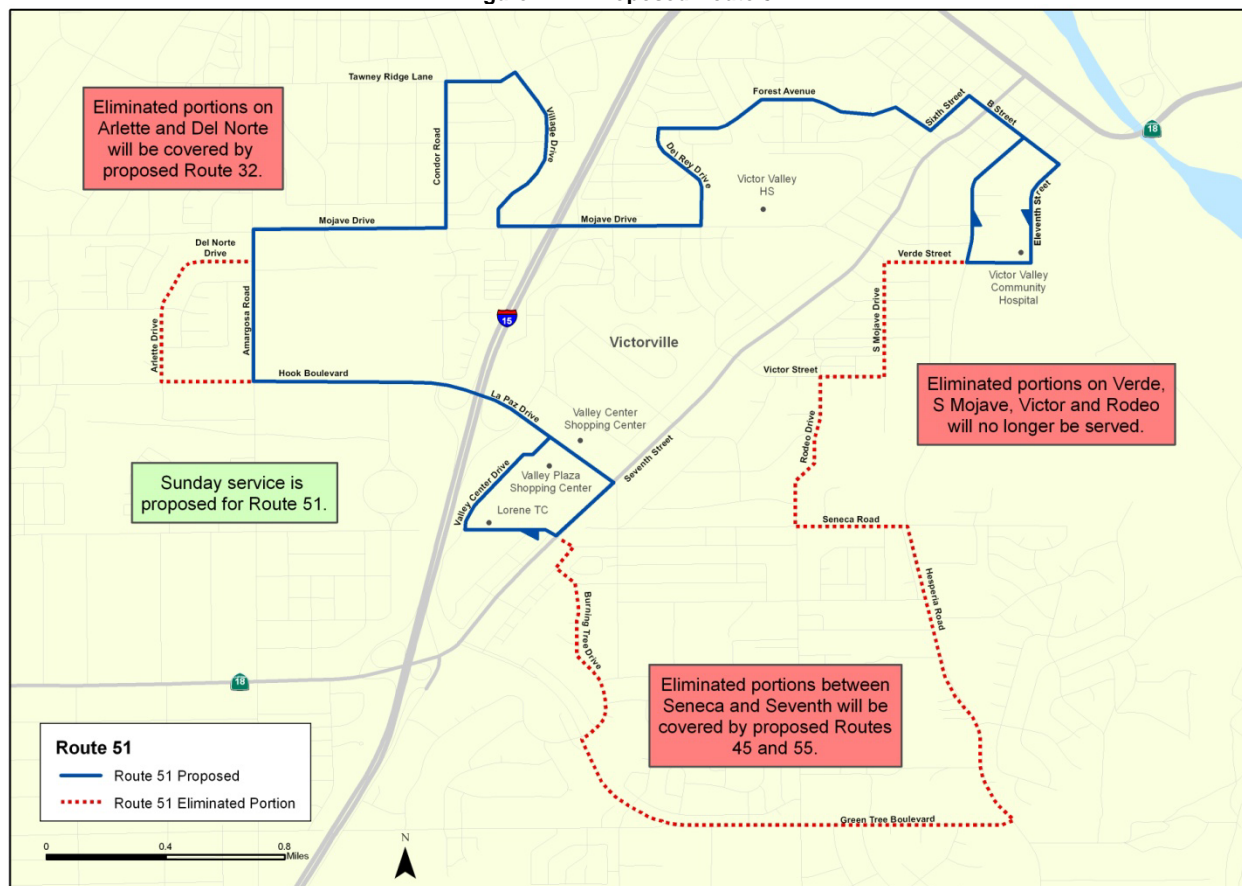 Tawney Ridge Lane
Eliminated portions on
Arlette and Del Norte
will be covered by
proposed Route 32.
Condor Road
Village Drive
Forest Avenue
Sixth Street
B Street
18
Del Rey Drive
Victor Valley
HS
Mojave Drive
Mojave Drive
Eleventh Street
Del Norte
Drive
Verde Street
Victor Valley
Community
Hospital
Amargosa Road
Arlette Drive
15
S Mojave Drive
Victorville
Hook Boulevard
Victor Street
Eliminated portions on Verde,
S Mojave, Victor and Rodeo
will no longer be served.
La Paz Drive
Valley Center
Shopping Center
Seventh Street
Rodeo Drive
Sunday service is
proposed for Route 51.
Valley Center Drive
Valley Plaza
Shopping Center
Lorene TC
Seneca Road
Hesperia Road
Burning Tree Drive
18
Eliminated portions between
Seneca and Seventh will be
covered by proposed Routes
45 and 55.
Route 51
Route 51 Proposed
Route 51 Eliminated Portion
Green Tree Boulevard
0 0.4 0.8
Miles
N